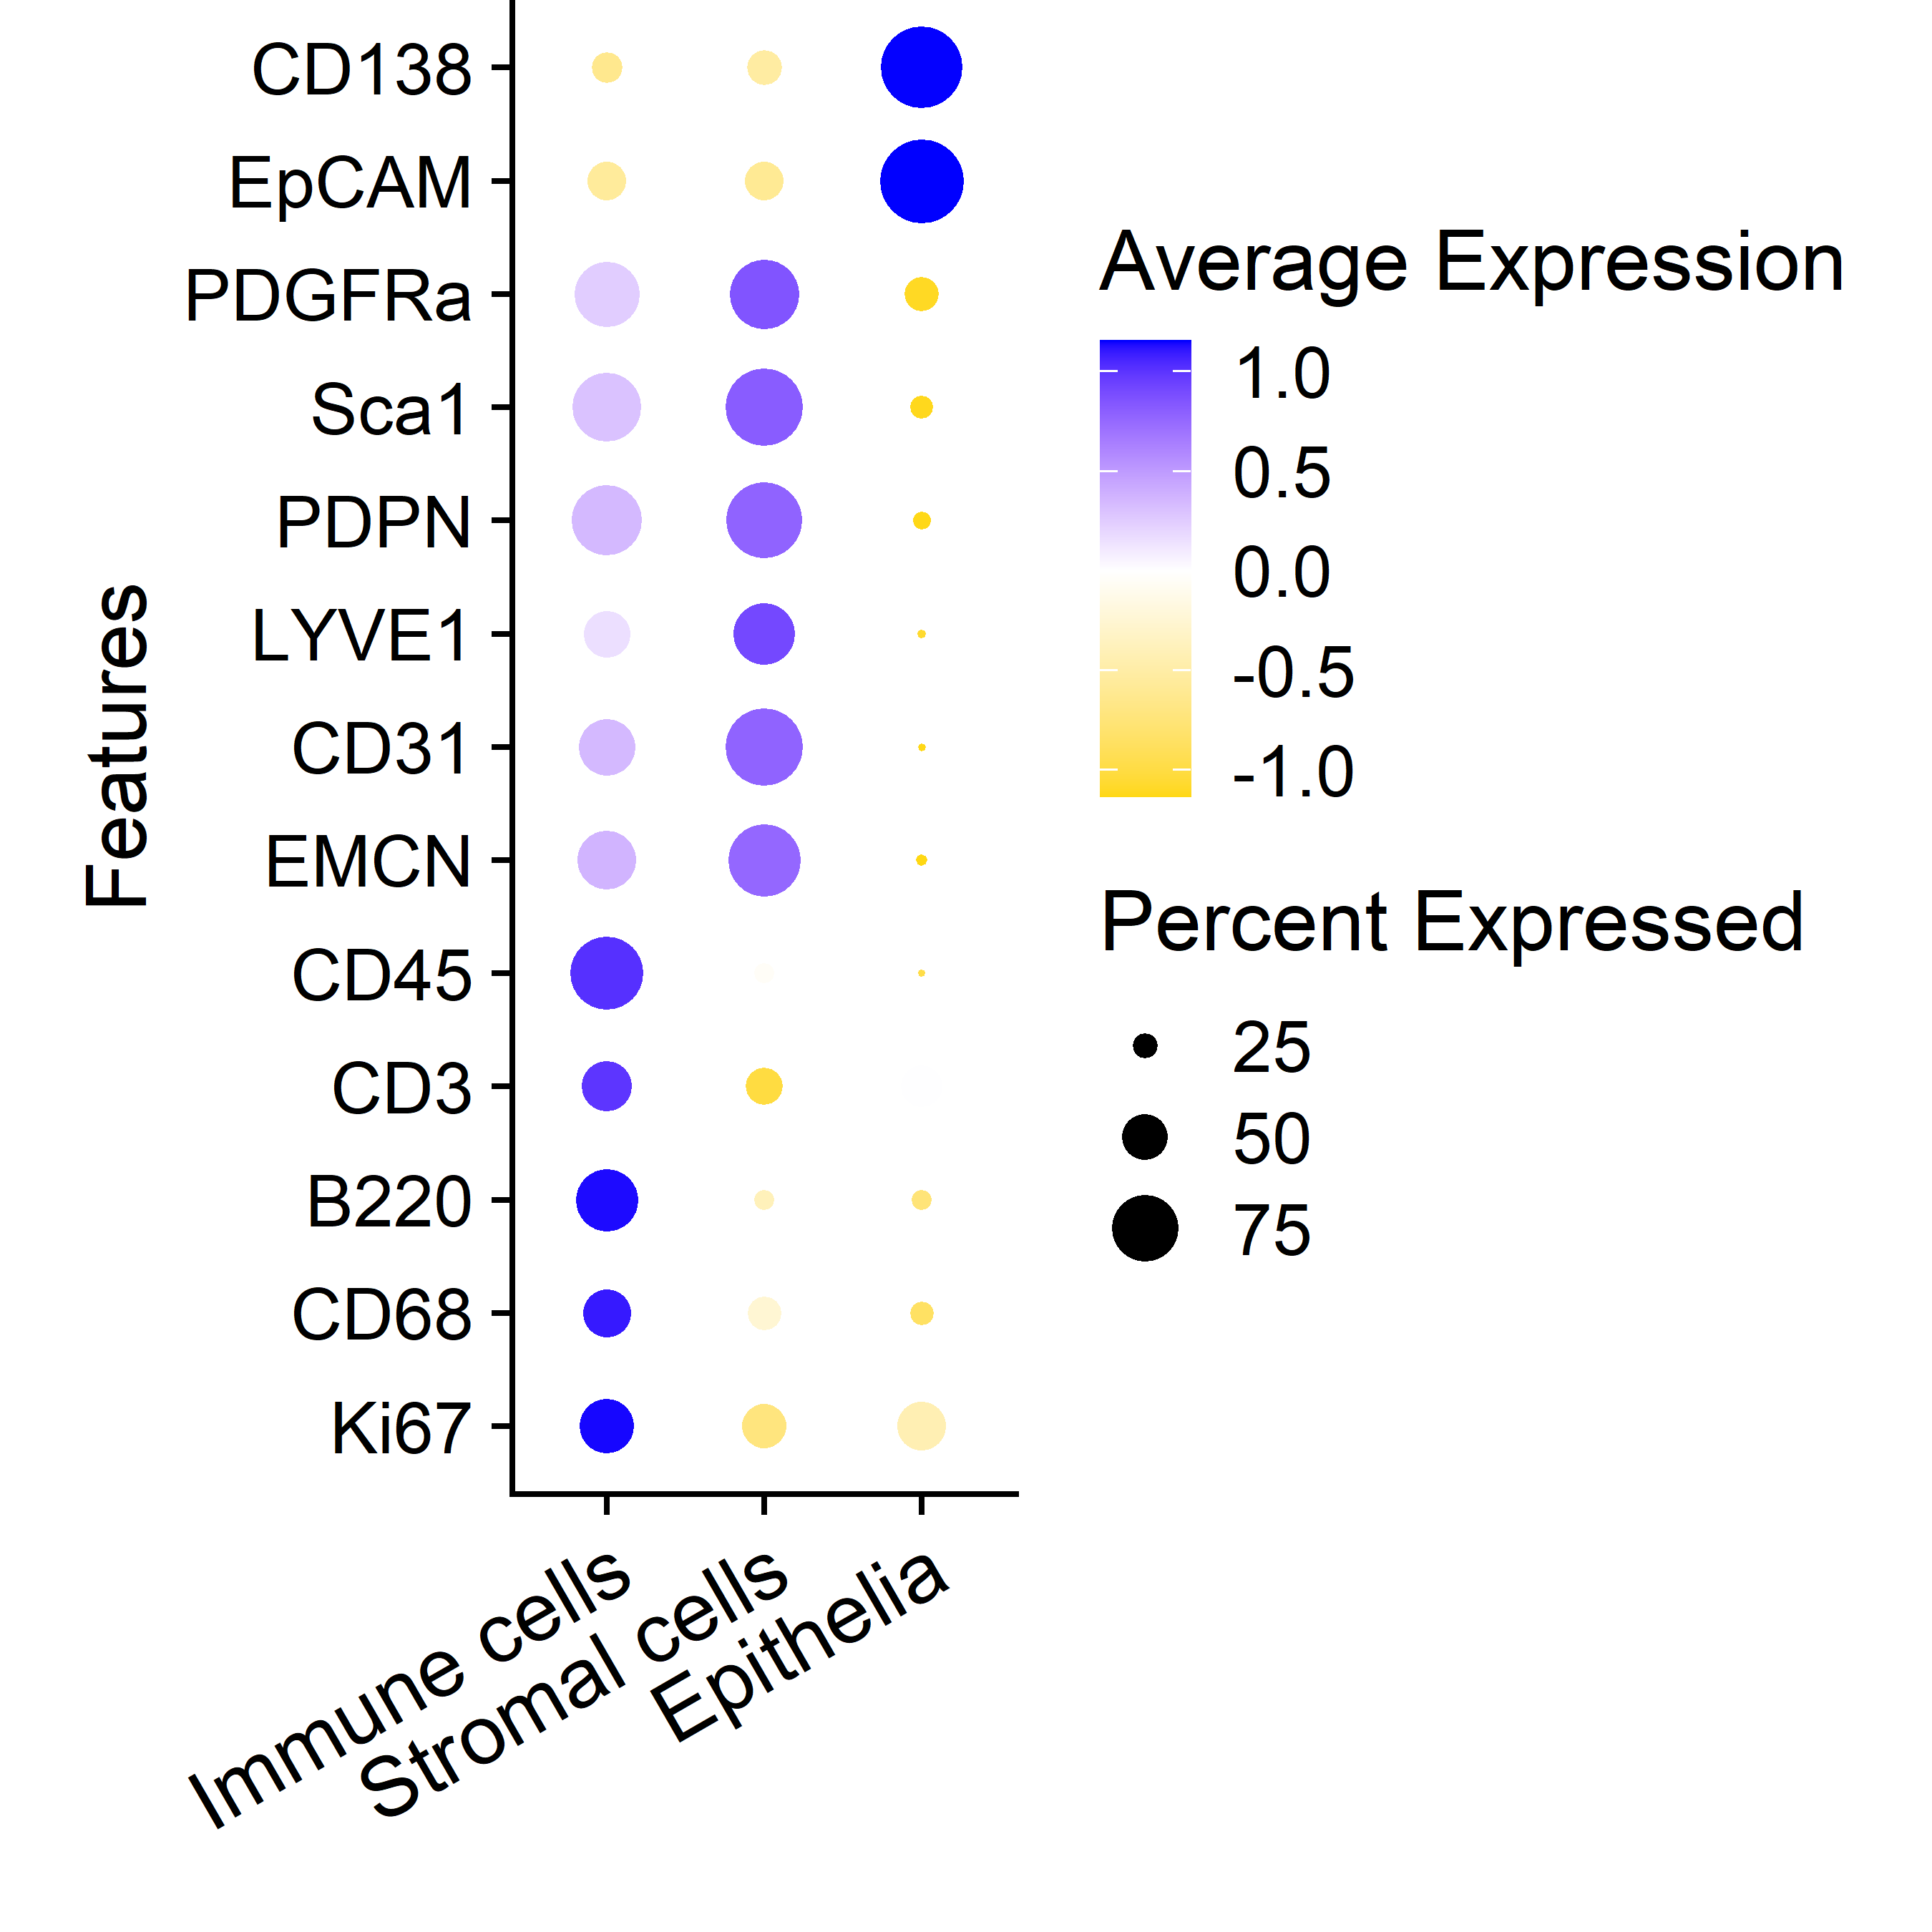 CD138
EpCAM
PDGFRa
Sca1
PDPN
LYVE1
CD31
EMCN
CD45
CD3
B220
CD68
Ki67
Features
Immune cells
Stromal cells
Epithelia
Average Expression
1.0
0.5
0.0
-0.5
-1.0
Percent Expressed
25
50
75